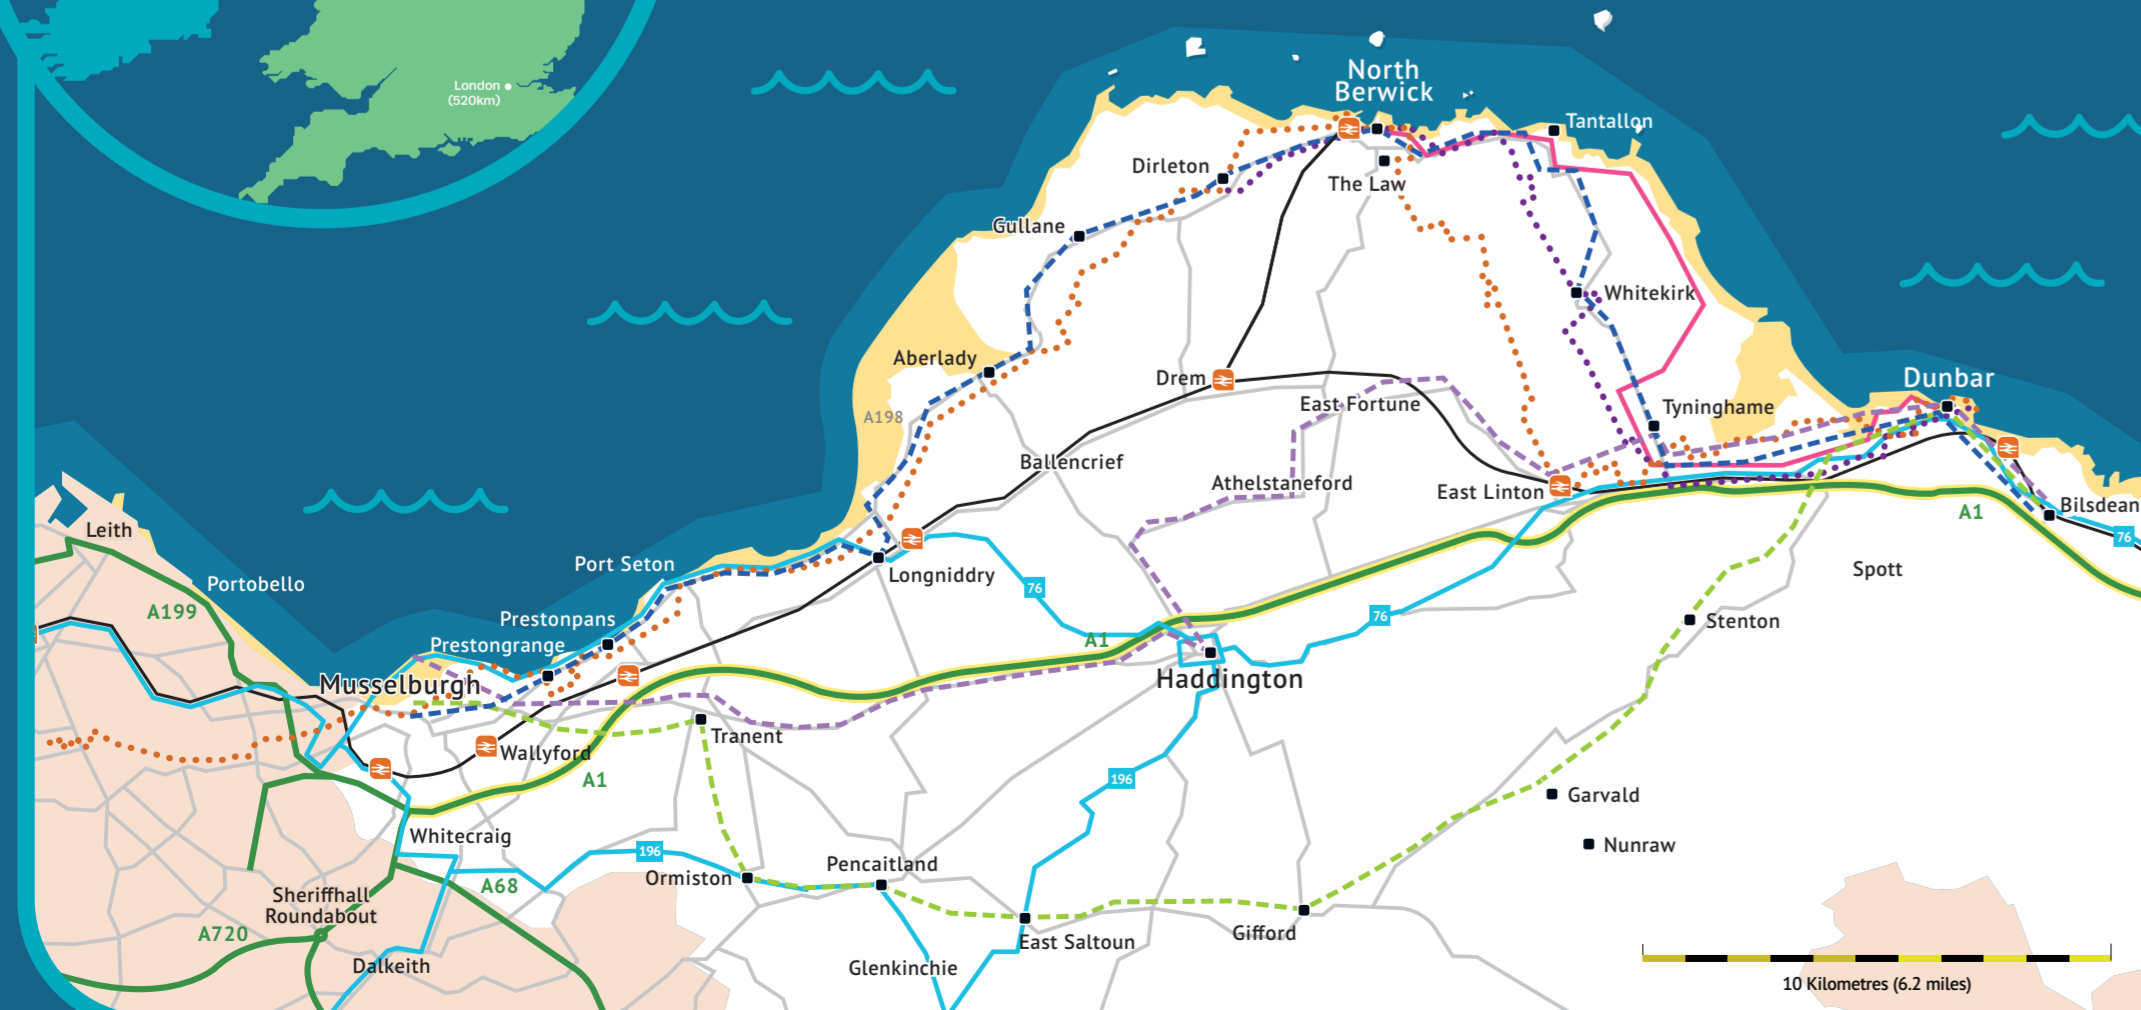 London
(520km)
North
Berwick
Tantallon
Dirleton
The Law
Gullane
Whitekirk
Aberlady
Drem
Dunbar
A198
East Fortune
Tyninghame
Ballencrief
Athelstaneford
East Linton
A1
Bilsdean
76
Leith
Port Seton
Longniddry
76
Portobello
A199
Prestonpans
76
Spott
Stenton
Prestongrange
A1
Musselburgh
Haddington
Tranent
Wallyford
A1
196
Garvald
Whitecraig
196
Nunraw
Pencaitland
Ormiston
A68
Sheriffhall
Roundabout
A720
East Saltoun
Gifford
Dalkeith
Glenkinchie
10 Kilometres (6.2 miles)